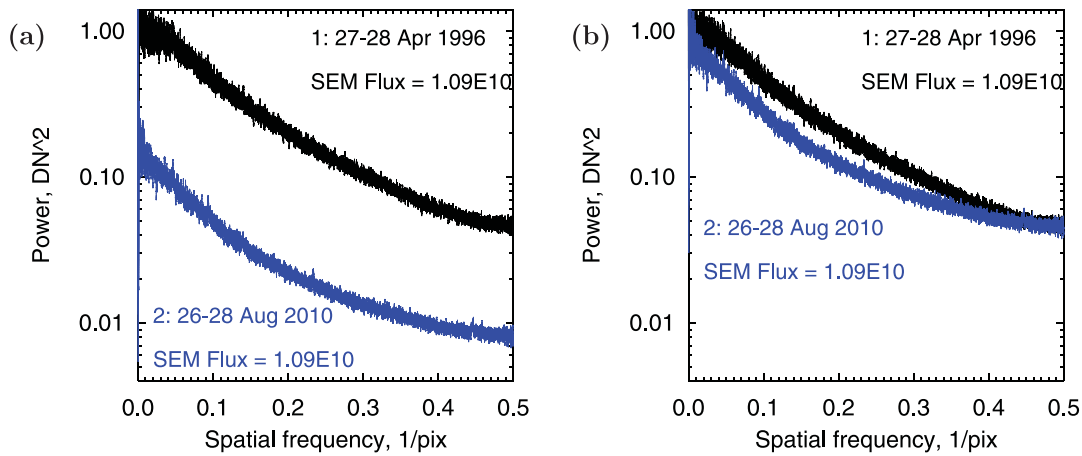 (a)
1: 27-28 Apr 1996
SEM Flux = 1.09E10
2: 26-28 Aug 2010
SEM Flux = 1.09E10
Power, DN^2
1.00
0.10
0.01
0.0 0.1 0.2 0.3 0.4 0.5
Spatial frequency, 1/pix
(b)
1: 27-28 Apr 1996
SEM Flux = 1.09E10
2: 26-28 Aug 2010
SEM Flux = 1.09E10
Power, DN^2
1.00
0.10
0.01
0.0 0.1 0.2 0.3 0.4 0.5
Spatial frequency, 1/pix